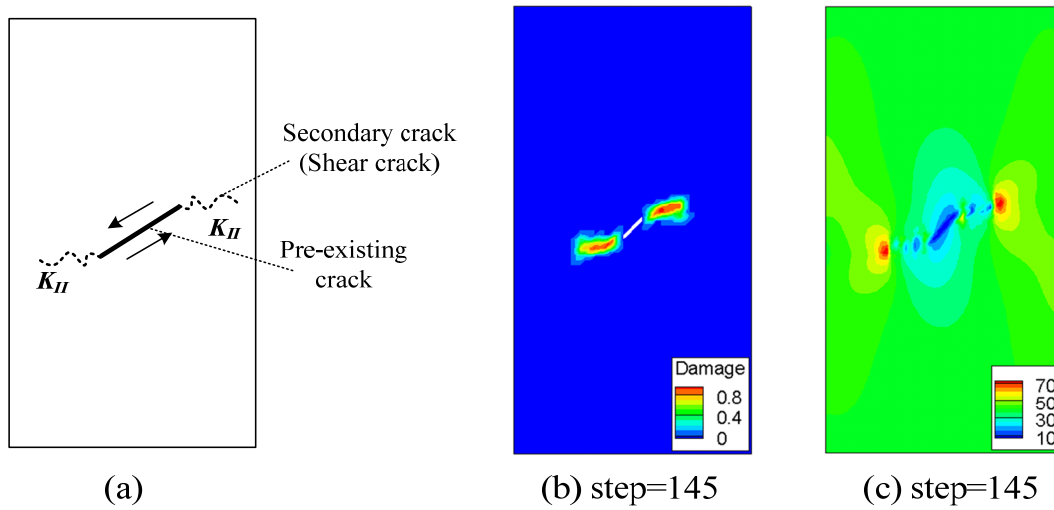 Secondary crack
(Shear crack)
K_II
Pre-existing
crack
K_II
Damage
0.8
0.4
0
70
50
30
10
(a)
(b) step=145
(c) step=145